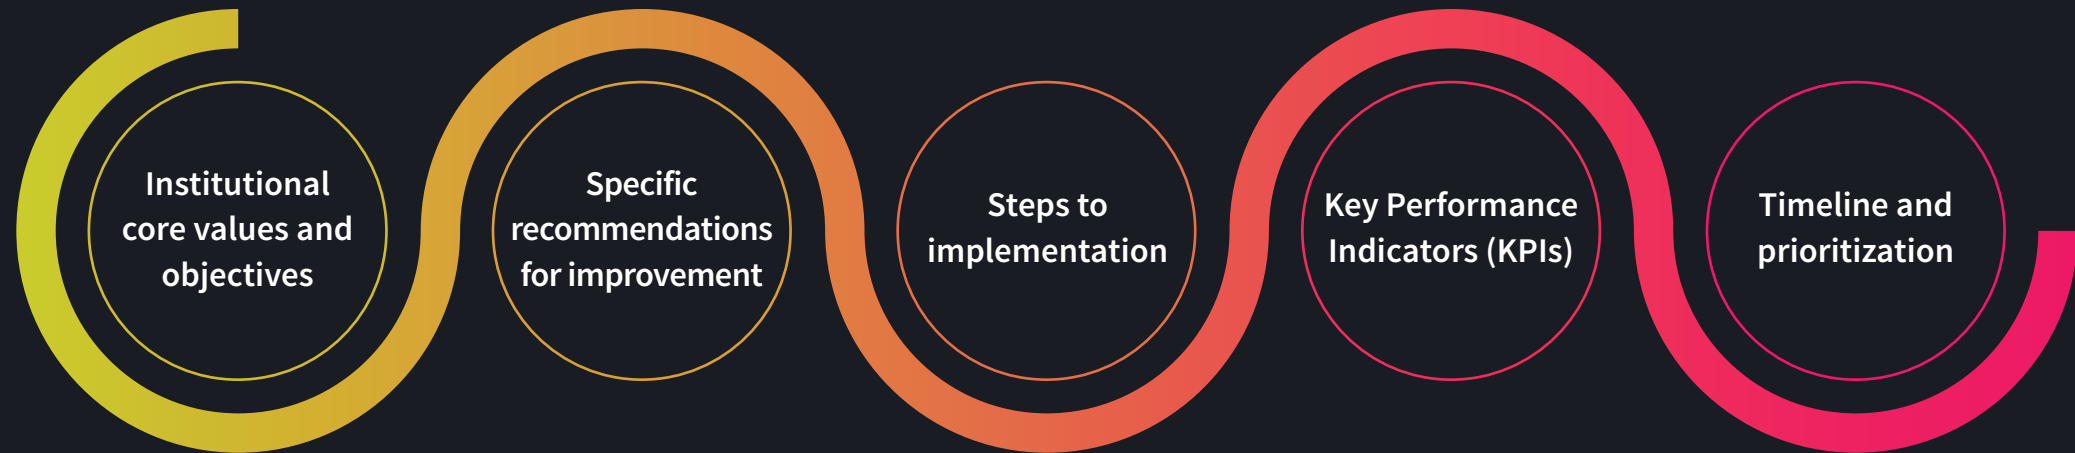 Institutional
core values and
objectives
Specific
recommendations
for improvement
Steps to
implementation
Key Performance
Indicators (KPIs)
Timeline and
prioritization